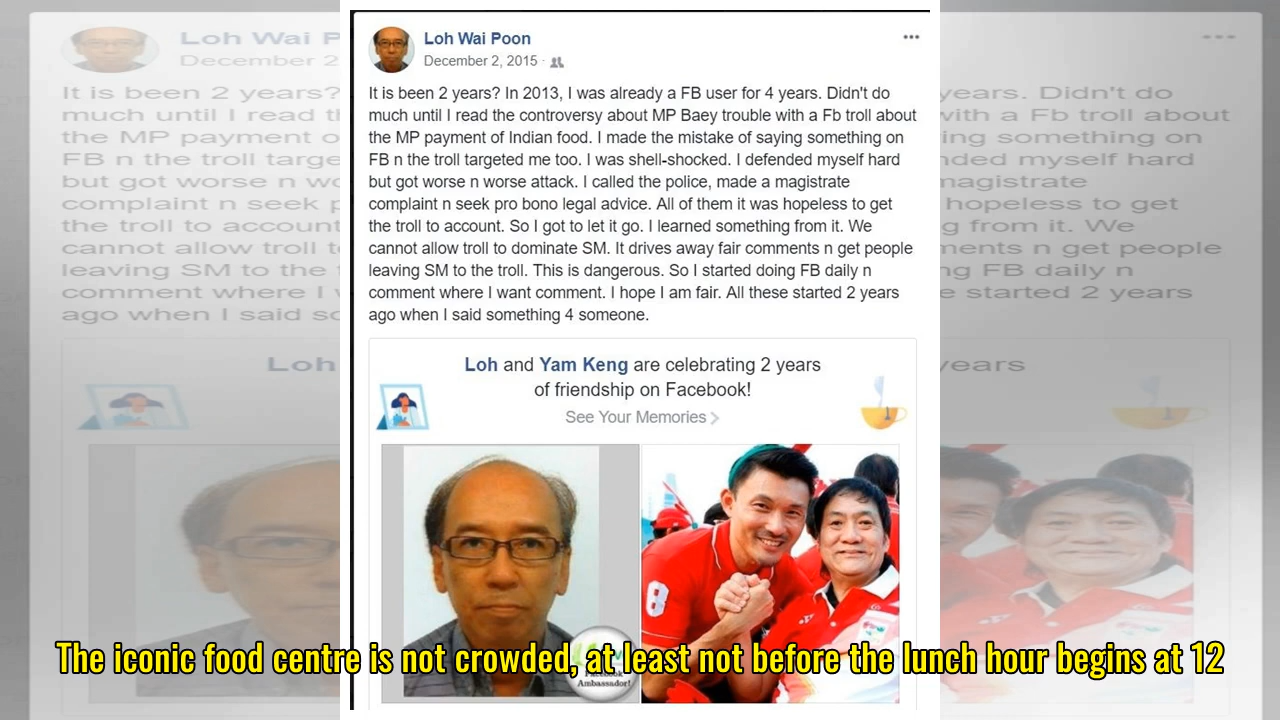 Loh Wai Poon
December 2, 2015
It is been 2 years? In 2013, I was already a FB user for 4 years. Didn't do
much until I read the controversy about MP Baey trouble with a Fb troll about
the MP payment of Indian food. I made the mistake of saying something on
FB n the troll targeted me too. I was shell-shocked. I defended myself hard
but got worse n worse attack. I called the police, made a magistrate
complaint n seek pro bono legal advice. All of them it was hopeless to get
the troll to account. So I got to let it go. I learned something from it. We
cannot allow troll to dominate SM. It drives away fair comments n get people
leaving SM to the troll. This is dangerous. So I started doing FB daily n
comment where I want comment. I hope I am fair. All these started 2 years
ago when I said something 4 someone.
Loh and Yam Keng are celebrating 2 years
of friendship on Facebook!
See Your Memories
8
Facebook
Ambassador!
The iconic food centre is not crowded, at least not before the lunch hour begins at 12